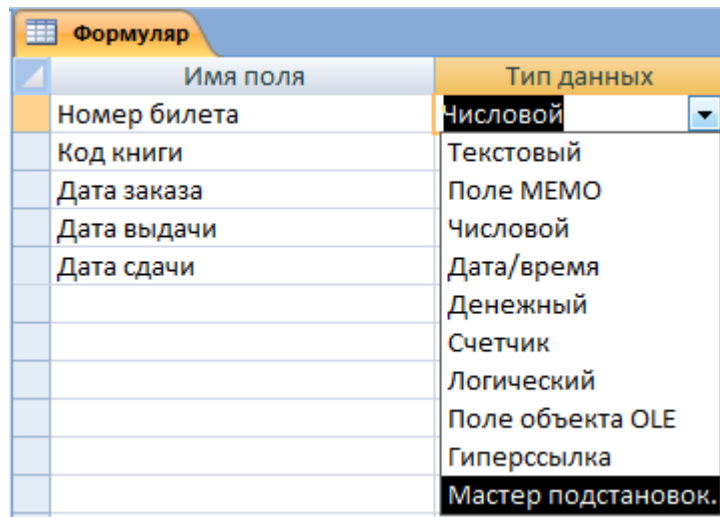 Формуляр
Имя поля Тип данных
Номер билета Числовой
Код книги Текстовый
Дата заказа Поле МЕМО
Дата выдачи Числовой
Дата сдачи Дата/время
Денежный
Счетчик
Логический
Поле объекта OLE
Гиперссылка
Мастер подстановок.